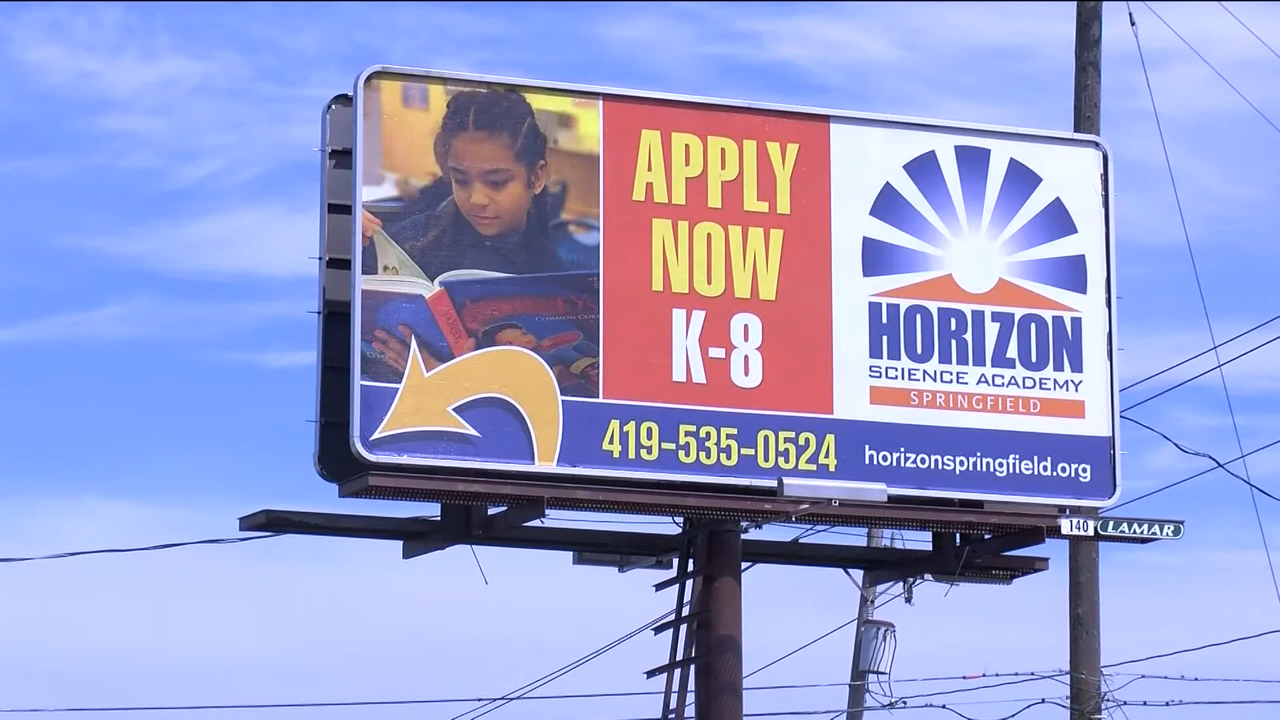 APPLY
NOW
K-8
HORIZON
SCIENCE ACADEMY
SPRINGFIELD
419-535-0524
horizonspringfield.org
140
LAMAR